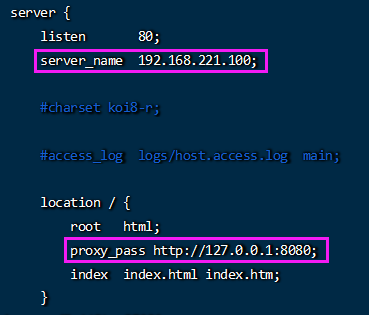 server {
listen 80;
server_name 192.168.221.100;
#charset koi8-r;
#access_log logs/host.access.log main;
location / {
root html;
proxy_pass http://127.0.0.1:8080;
index index.html index.htm;
}